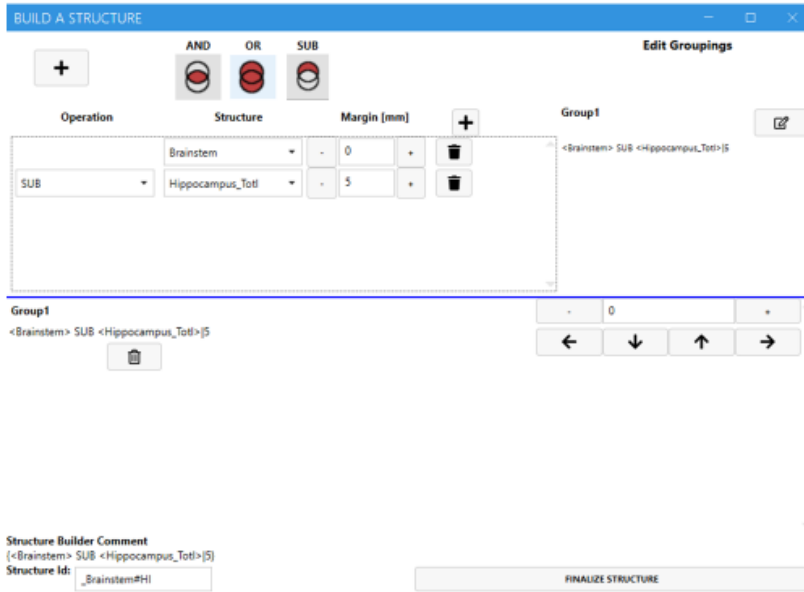 BUILD A STRUCTURE
AND OR SUB
Edit Groupings
+
Operation Structure Margin [mm] +
Group1
Brainstem - 0 +
<Brainstem> SUB <Hippocampus_Totl>|5
SUB Hippocampus_Totl - 5 +
Group1
- 0 +
<Brainstem> SUB <Hippocampus_Totl>|5
Structure Builder Comment
{<Brainstem> SUB <Hippocampus_Totl>|5}
Structure Id: _Brainstem#HI
FINALIZE STRUCTURE